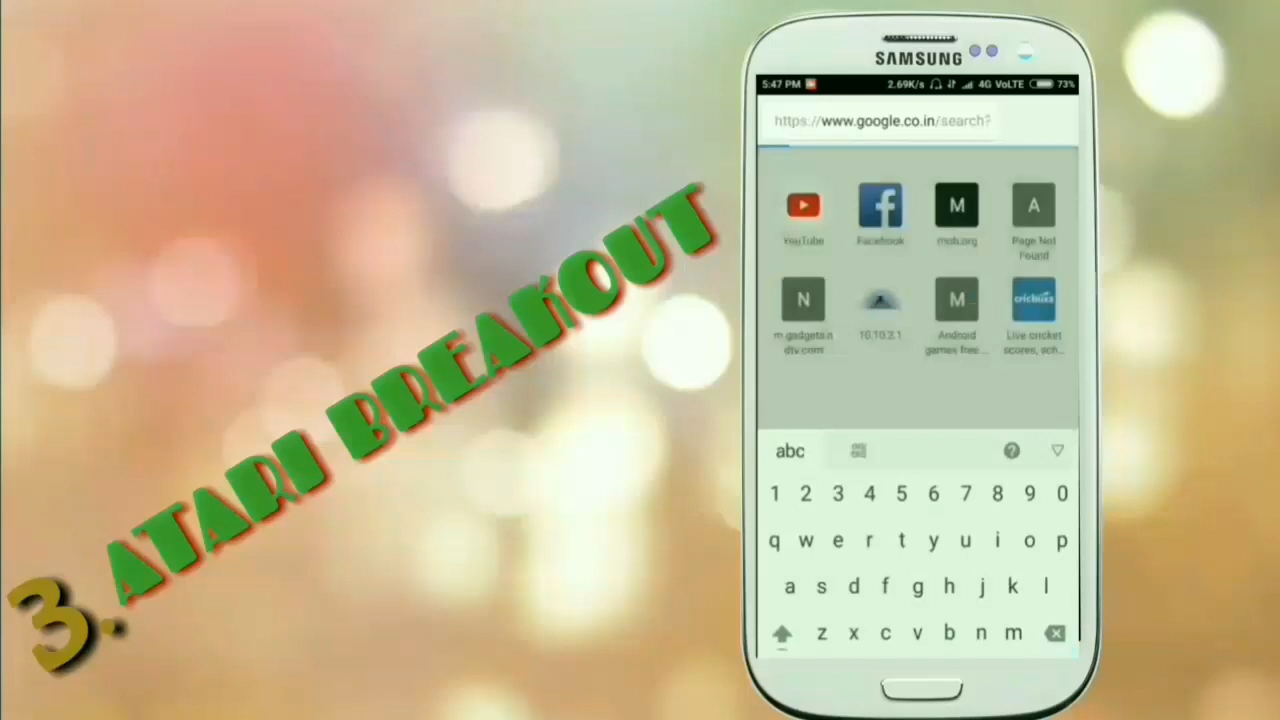 3. ATARI BREAKOUT
SAMSUNG
5:47 PM 2.69K/s 4G VoLTE 73%
https://www.google.co.in/search?
YouTube Facebook M mob.org A Page Not Found
N m.gadgets.n dtv.com 10.10.2.1 M Android games free... cricbuzz Live cricket scores, sch...
abc
1 2 3 4 5 6 7 8 9 0
q w e r t y u i o p
a s d f g h j k l
z x c v b n m